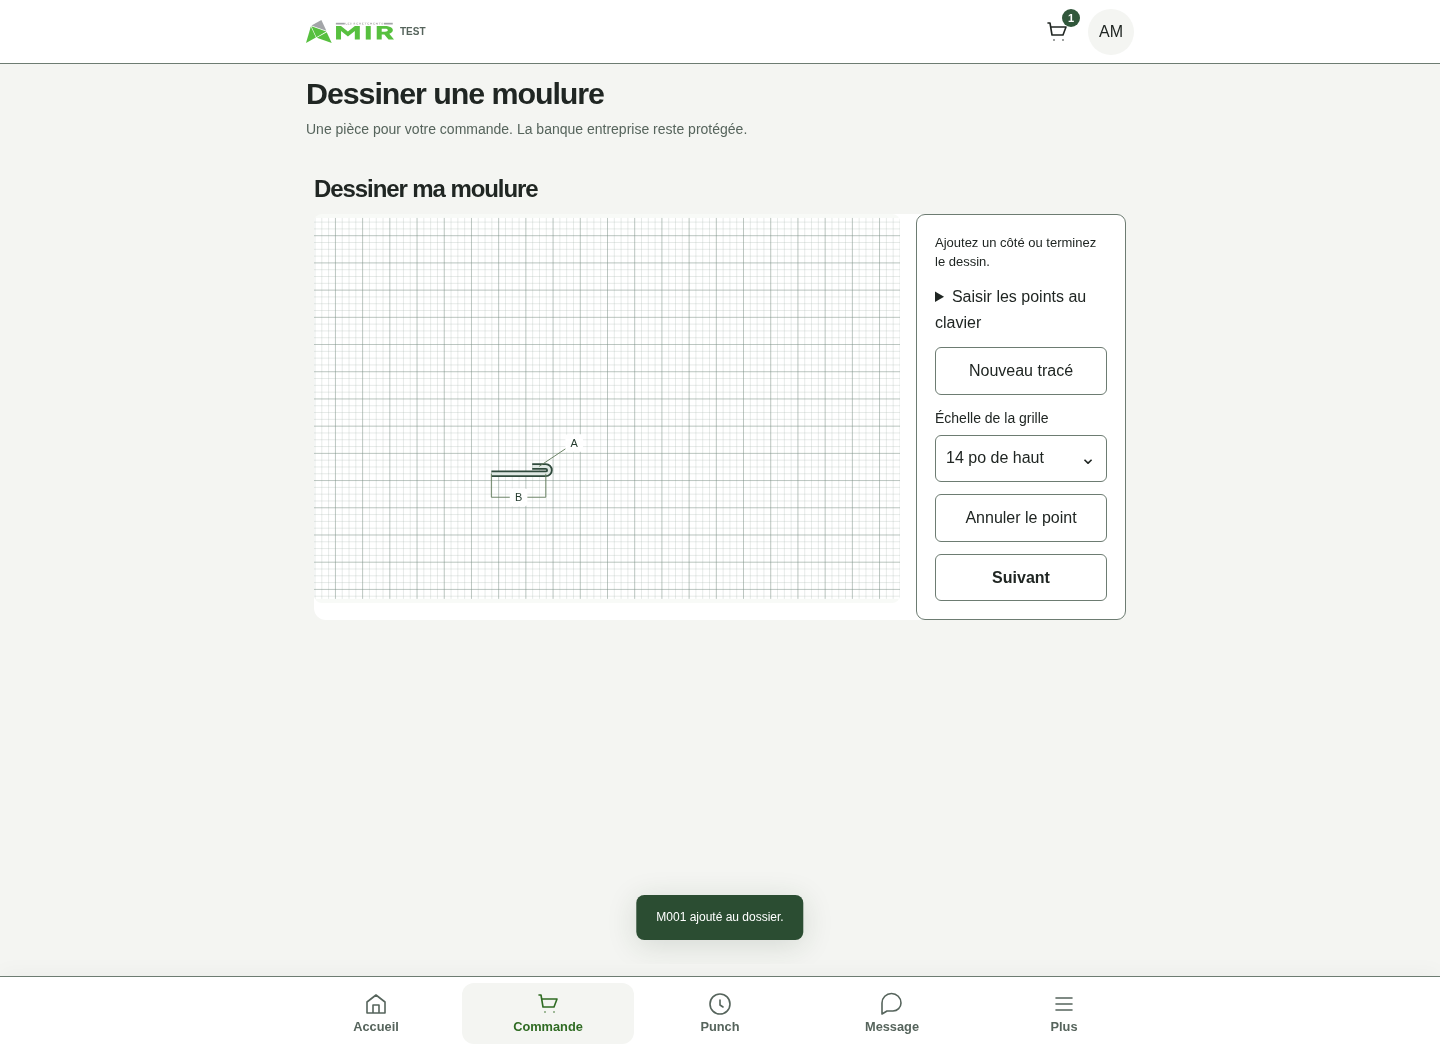 AMIR TEST
1
AM
Dessiner une moulure
Une pièce pour votre commande. La banque entreprise reste protégée.
Dessiner ma moulure
Ajoutez un côté ou terminez
le dessin.
Saisir les points au
clavier
Nouveau tracé
Échelle de la grille
14 po de haut
Annuler le point
Suivant
A
B
M001 ajouté au dossier.
Accueil
Commande
Punch
Message
Plus